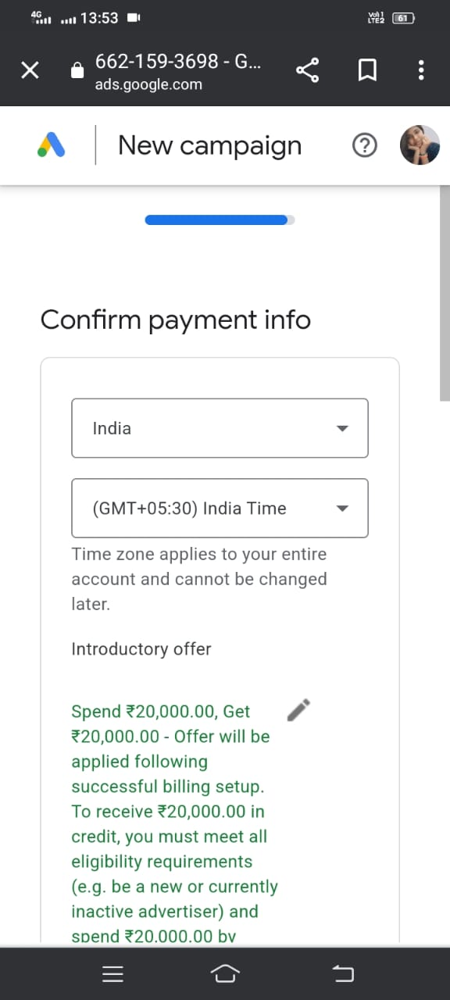 4G 13:53 Vo) 1 LTE2 61
662-159-3698 - G...
ads.google.com
New campaign
Confirm payment info
India
(GMT+05:30) India Time
Time zone applies to your entire
account and cannot be changed
later.
Introductory offer
Spend ₹20,000.00, Get
₹20,000.00 - Offer will be
applied following
successful billing setup.
To receive ₹20,000.00 in
credit, you must meet all
eligibility requirements
(e.g. be a new or currently
inactive advertiser) and
spend ₹20,000.00 by